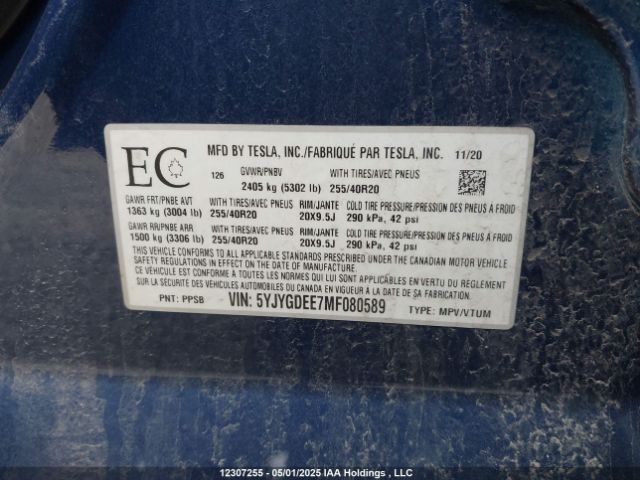 EC
MFD BY TESLA, INC./FABRIQUÉ PAR TESLA, INC. 11/20
126
GVWR/PNBV WITH TIRES/AVEC PNEUS
2405 kg (5302 lb) 255/40R20
GAWR FRT/PNBE AVT WITH TIRES/AVEC PNEUS RIM/JANTE COLD TIRE PRESSURE/PRESSION DES PNEUS À FROID
1363 kg (3004 lb) 255/40R20 20X9.5J 290 kPa, 42 psi
GAWR RR/PNBE ARR WITH TIRES/AVEC PNEUS RIM/JANTE COLD TIRE PRESSURE/PRESSION DES PNEUS À FROID
1500 kg (3306 lb) 255/40R20 20X9.5J 290 kPa, 42 psi
THIS VEHICLE CONFORMS TO ALL APPLICABLE STANDARDS PRESCRIBED UNDER THE CANADIAN MOTOR VEHICLE
SAFETY REGULATIONS IN EFFECT ON THE DATE OF MANUFACTURE
CE VÉHICULE EST CONFORME À TOUTES LES NORMES QUI LUI SONT APPLICABLES EN VERTU DU RÈGLEMENT
SUR LA SÉCURITÉ DES VÉHICULES AUTOMOBILES DU CANADA EN VIGUEUR À LA DATE DE SA FABRICATION
PNT: PPSB VIN: 5YJYGDEE7MF080589 TYPE: MPV/VTUM
12307255 - 05/01/2025 IAA Holdings , LLC